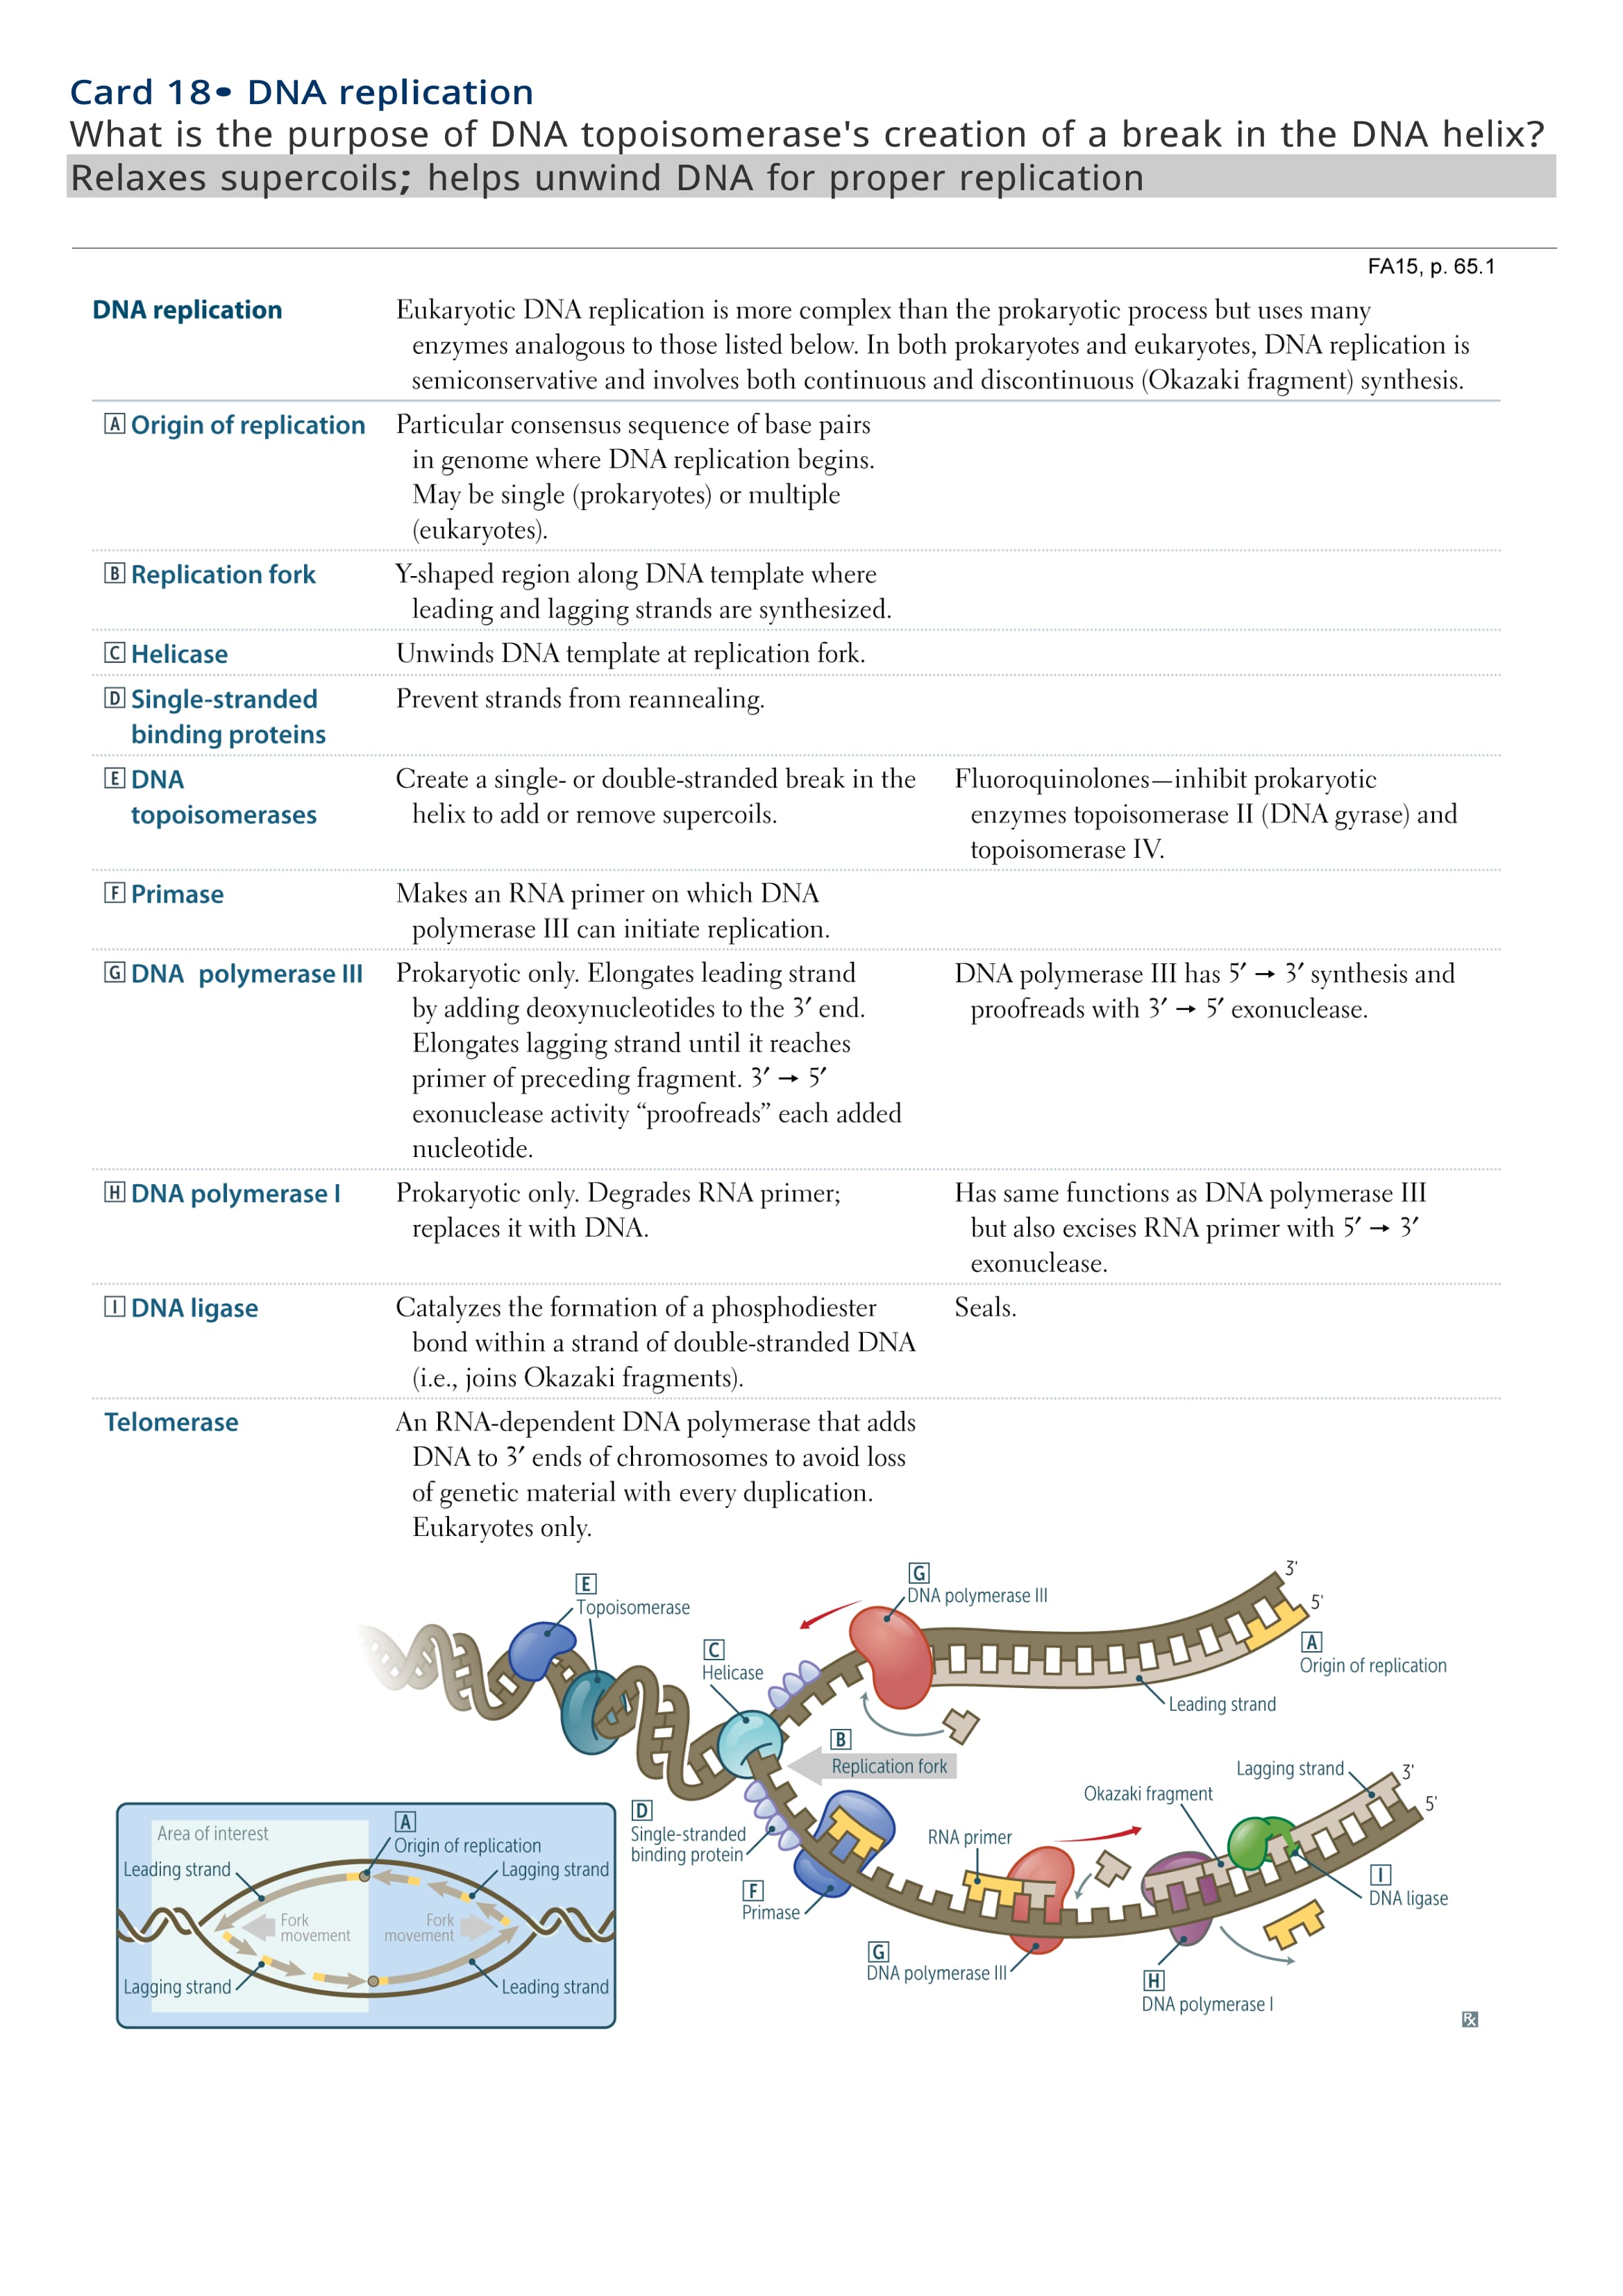 Card 18• DNA replication
What is the purpose of DNA topoisomerase's creation of a break in the DNA helix?
Relaxes supercoils; helps unwind DNA for proper replication
FA15, p. 65.1
DNA replication
Eukaryotic DNA replication is more complex than the prokaryotic process but uses many
enzymes analogous to those listed below. In both prokaryotes and eukaryotes, DNA replication is
semiconservative and involves both continuous and discontinuous (Okazaki fragment) synthesis.
A Origin of replication
Particular consensus sequence of base pairs
in genome where DNA replication begins.
May be single (prokaryotes) or multiple
(eukaryotes).
B Replication fork
Y-shaped region along DNA template where
leading and lagging strands are synthesized.
C Helicase
Unwinds DNA template at replication fork.
D Single-stranded
binding proteins
Prevent strands from reannealing.
E DNA
topoisomerases
Create a single- or double-stranded break in the
helix to add or remove supercoils.
Fluoroquinolones—inhibit prokaryotic
enzymes topoisomerase II (DNA gyrase) and
topoisomerase IV.
F Primase
Makes an RNA primer on which DNA
polymerase III can initiate replication.
G DNA polymerase III
Prokaryotic only. Elongates leading strand
by adding deoxynucleotides to the 3′ end.
Elongates lagging strand until it reaches
primer of preceding fragment. 3′ → 5′
exonuclease activity “proofreads” each added
nucleotide.
DNA polymerase III has 5′ → 3′ synthesis and
proofreads with 3′ → 5′ exonuclease.
H DNA polymerase I
Prokaryotic only. Degrades RNA primer;
replaces it with DNA.
Has same functions as DNA polymerase III
but also excises RNA primer with 5′ → 3′
exonuclease.
I DNA ligase
Catalyzes the formation of a phosphodiester
bond within a strand of double-stranded DNA
(i.e., joins Okazaki fragments).
Seals.
Telomerase
An RNA-dependent DNA polymerase that adds
DNA to 3′ ends of chromosomes to avoid loss
of genetic material with every duplication.
Eukaryotes only.
E
Topoisomerase
G
DNA polymerase III
3'
5'
A
Origin of replication
C
Helicase
Leading strand
B
Replication fork
Lagging strand
3'
5'
Okazaki fragment
D
Single-stranded
binding protein
RNA primer
F
Primase
I
DNA ligase
G
DNA polymerase III
H
DNA polymerase I
Area of interest
A
Origin of replication
Leading strand
Lagging strand
Fork
movement
Fork
movement
Lagging strand
Leading strand
Rx